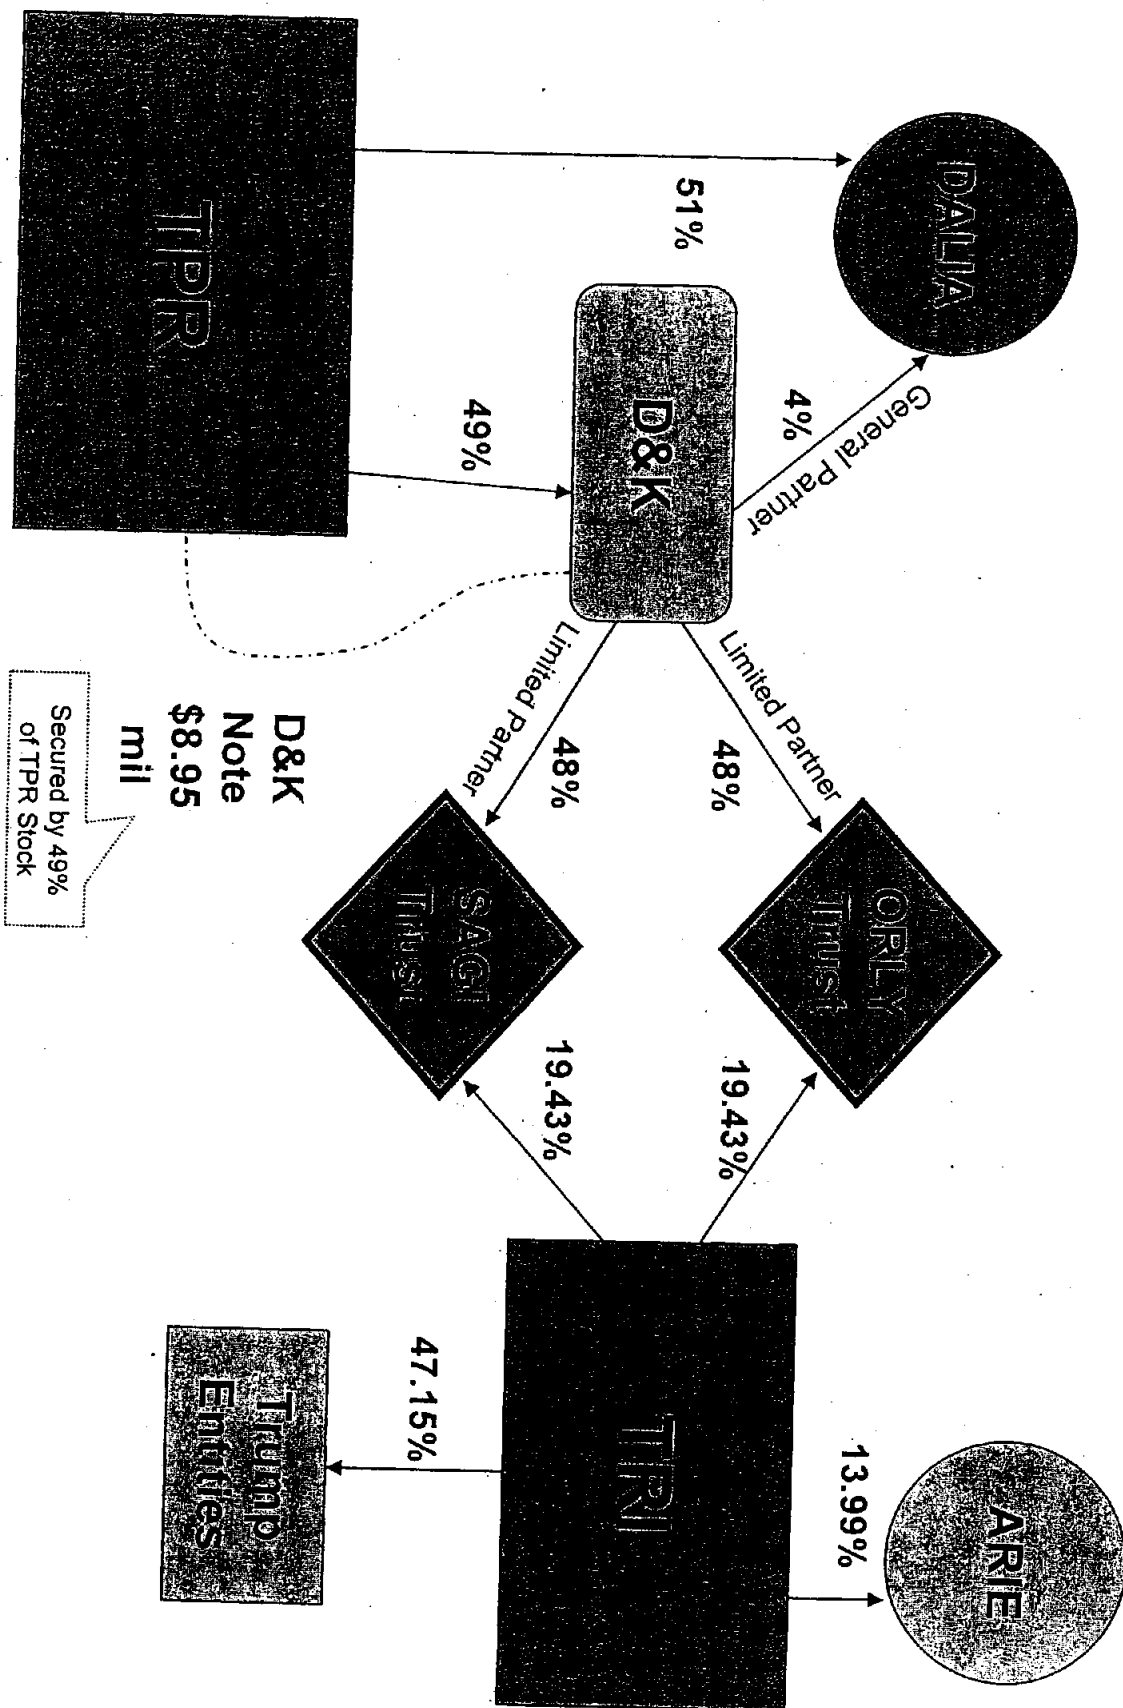 DALIA
ARIE
General Partner
4%
51%
D&K
49%
Limited Partner
48%
Limited Partner
48%
ORLY
Trust
SAGI
Trust
19.43%
19.43%
13.99%
TRI
47.15%
Trump
Entities
TPR
D&K
Note
$8.95
mil
Secured by 49%
of TPR Stock